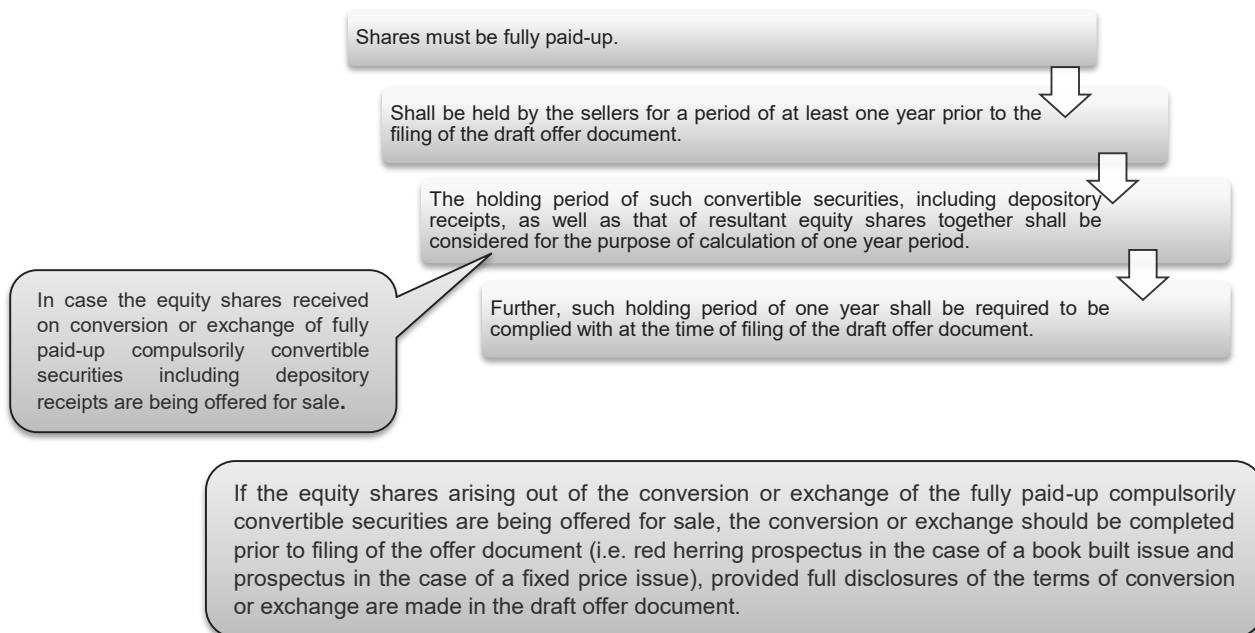 Shares must be fully paid-up.
Shall be held by the sellers for a period of at least one year prior to the
filing of the draft offer document.
The holding period of such convertible securities, including depository
receipts, as well as that of resultant equity shares together shall be
considered for the purpose of calculation of one year period.
In case the equity shares received
on conversion or exchange of fully
paid-up compulsorily convertible
securities including depository
receipts are being offered for sale.
Further, such holding period of one year shall be required to be
complied with at the time of filing of the draft offer document.
If the equity shares arising out of the conversion or exchange of the fully paid-up compulsorily
convertible securities are being offered for sale, the conversion or exchange should be completed
prior to filing of the offer document (i.e. red herring prospectus in the case of a book built issue and
prospectus in the case of a fixed price issue), provided full disclosures of the terms of conversion
or exchange are made in the draft offer document.